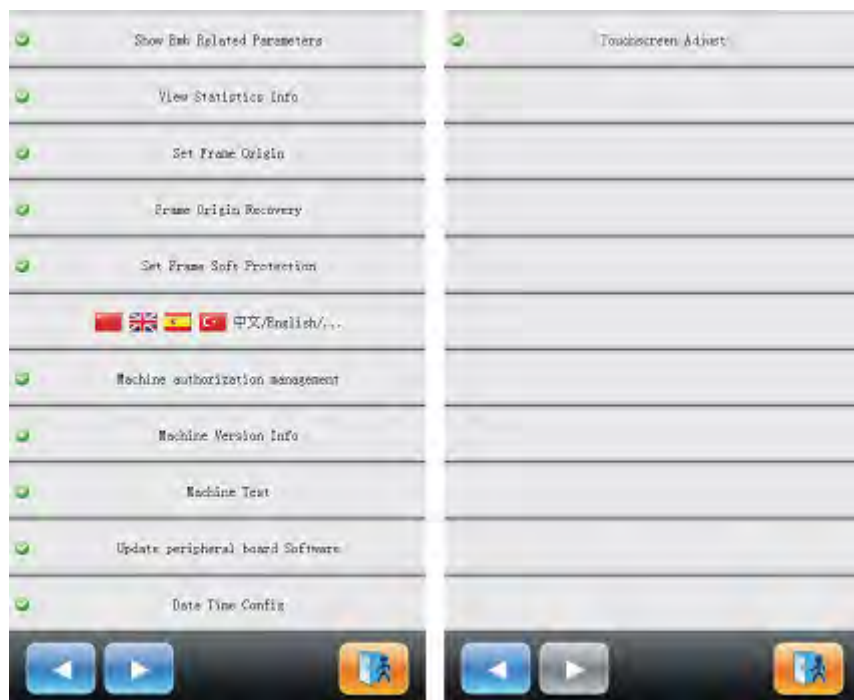 Show Emb Related Parameters
View Statistics Info
Set Frame Origin
Frame Origin Recovery
Set Frame Soft Protection
中文/English/...
Machine authorization management
Machine Version Info
Machine Test
Update peripheral board Software
Date Time Config
Touchscreen Adjust